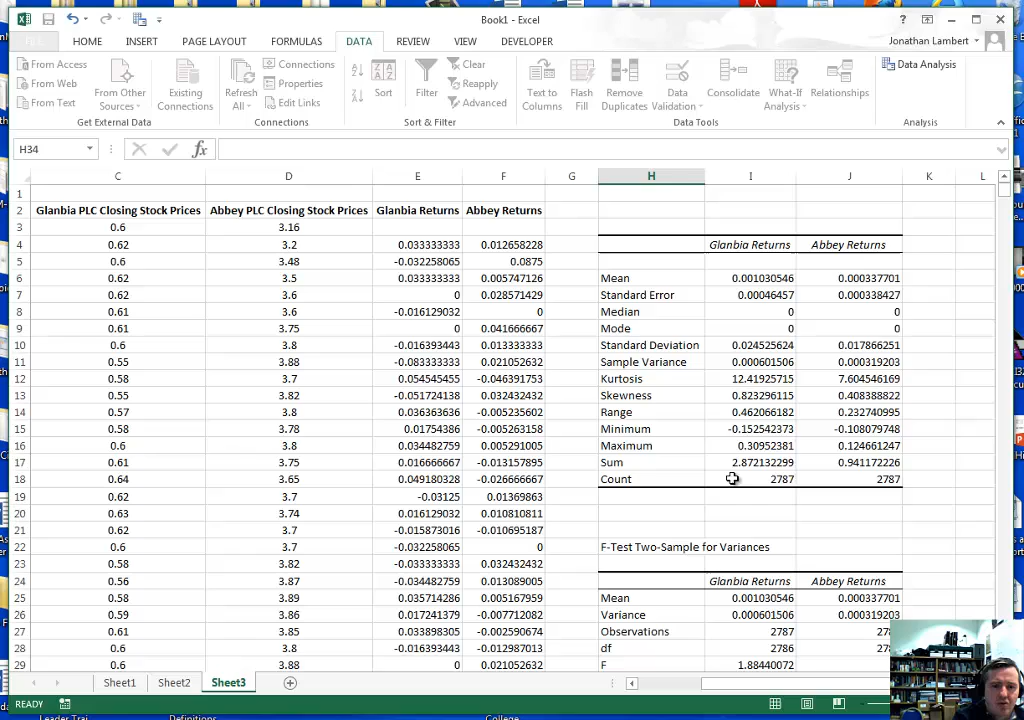 Book1 - Excel
HOME INSERT PAGE LAYOUT FORMULAS DATA REVIEW VIEW DEVELOPER Jonathan Lambert
From Access
From Web
From Text
From Other Sources
Existing Connections
Get External Data
Refresh All
Connections
Properties
Edit Links
Connections
Sort
Filter
Clear
Reapply
Advanced
Sort & Filter
Text to Columns
Flash Fill
Remove Duplicates
Data Validation
Consolidate
What-If Analysis
Relationships
Data Tools
Data Analysis
Analysis
H34 fx
C D E F G H I J K L
1
2 Glanbia PLC Closing Stock Prices Abbey PLC Closing Stock Prices Glanbia Returns Abbey Returns
3 0.6 3.16
4 0.62 3.2 0.033333333 0.012658228 Glanbia Returns Abbey Returns
5 0.6 3.48 -0.032258065 0.0875
6 0.62 3.5 0.033333333 0.005747126 Mean 0.001030546 0.000337701
7 0.62 3.6 0 0.028571429 Standard Error 0.00046457 0.000338427
8 0.61 3.6 -0.016129032 0 Median 0 0
9 0.61 3.75 0 0.041666667 Mode 0 0
10 0.6 3.8 -0.016393443 0.013333333 Standard Deviation 0.024525624 0.017866251
11 0.55 3.88 -0.083333333 0.021052632 Sample Variance 0.000601506 0.000319203
12 0.58 3.7 0.054545455 -0.046391753 Kurtosis 12.41925715 7.604546169
13 0.55 3.82 -0.051724138 0.032432432 Skewness 0.823296115 0.408388822
14 0.57 3.8 0.036363636 -0.005235602 Range 0.462066182 0.232740995
15 0.58 3.78 0.01754386 -0.005263158 Minimum -0.152542373 -0.108079748
16 0.6 3.8 0.034482759 0.005291005 Maximum 0.30952381 0.124661247
17 0.61 3.75 0.016666667 -0.013157895 Sum 2.872132299 0.941172226
18 0.64 3.65 0.049180328 -0.026666667 Count 2787 2787
19 0.62 3.7 -0.03125 0.01369863
20 0.63 3.74 0.016129032 0.010810811
21 0.62 3.7 -0.015873016 -0.010695187
22 0.6 3.7 -0.032258065 0 F-Test Two-Sample for Variances
23 0.58 3.82 -0.033333333 0.032432432
24 0.56 3.87 -0.034482759 0.013089005 Glanbia Returns Abbey Returns
25 0.58 3.89 0.035714286 0.005167959 Mean 0.001030546 0.000337701
26 0.59 3.86 0.017241379 -0.007712082 Variance 0.000601506 0.000319203
27 0.61 3.85 0.033898305 -0.002590674 Observations 2787 278
28 0.6 3.8 -0.016393443 -0.012987013 df 2786 27
29 0.6 3.88 0 0.021052632 F 1.88440072
Sheet1 Sheet2 Sheet3
READY
Leader Trai Definitions College